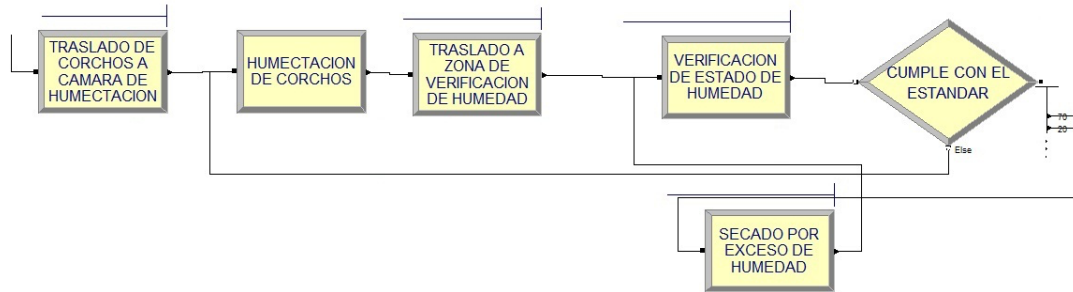 TRASLADO DE
CORCHOS A
CAMARA DE
HUMECTACION
HUMECTACION
DE CORCHOS
TRASLADO A
ZONA DE
VERIFICACION
DE HUMEDAD
VERIFICACION
DE ESTADO DE
HUMEDAD
CUMPLE CON EL
ESTANDAR
70
20
Else
SECADO POR
EXCESO DE
HUMEDAD